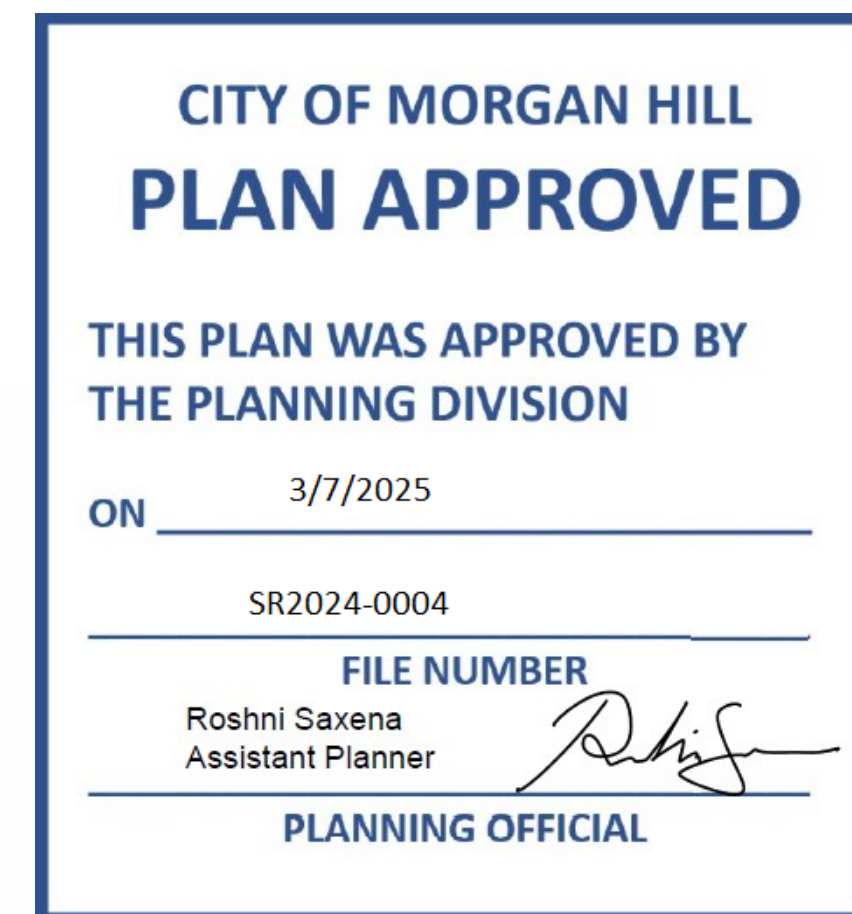 CITY OF MORGAN HILL
PLAN APPROVED
THIS PLAN WAS APPROVED BY
THE PLANNING DIVISION
ON 3/7/2025
SR2024-0004
FILE NUMBER
Roshni Saxena
Assistant Planner
PLANNING OFFICIAL